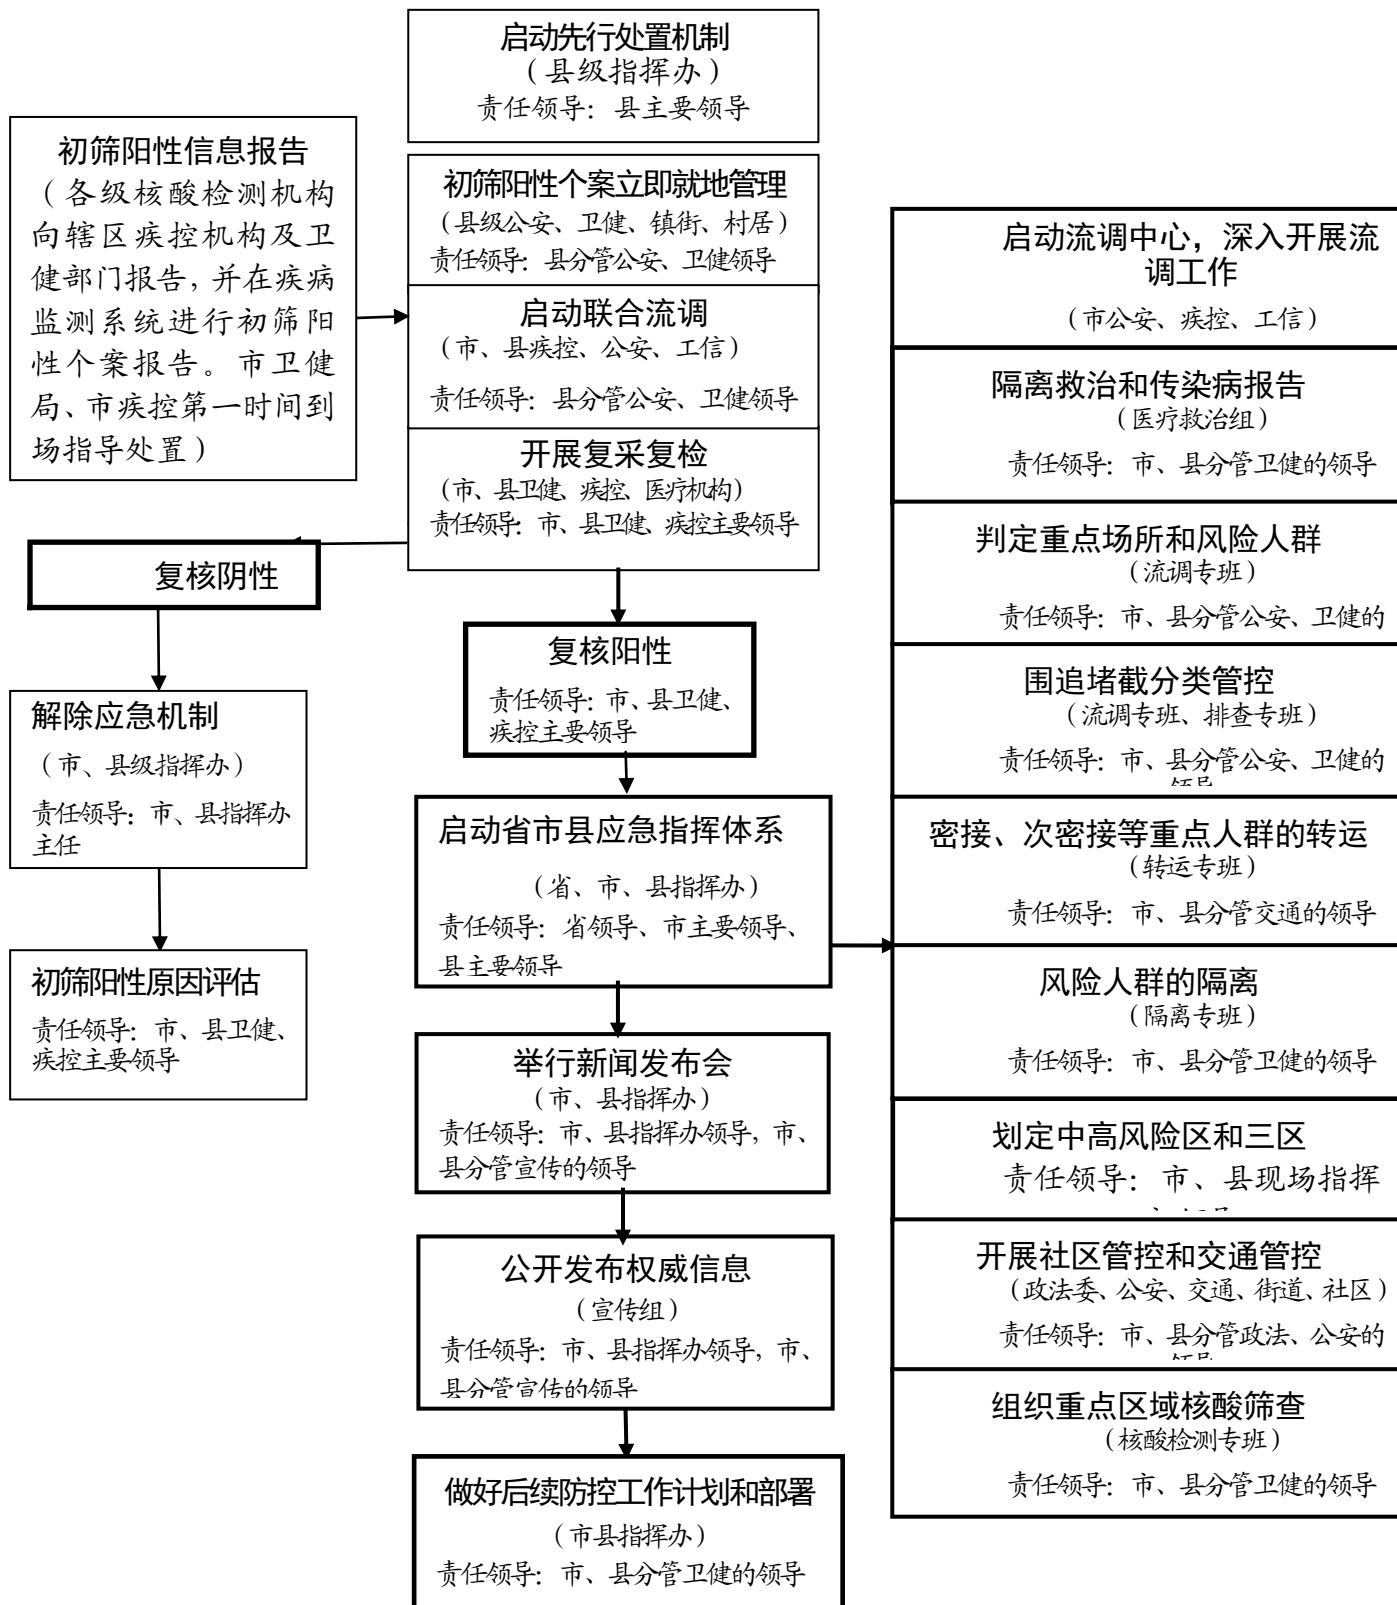 启动先行处置机制
（县级指挥办）
责任领导：县主要领导
初筛阳性信息报告
（各级核酸检测机构
向辖区疾控机构及卫
健部门报告，并在疾病
监测系统进行初筛阳
性个案报告。市卫健
局、市疾控第一时间到
场指导处置）
初筛阳性个案立即就地管理
（县级公安、卫健、镇街、村居）
责任领导：县分管公安、卫健领导
启动联合流调
（市、县疾控、公安、工信）
责任领导：县分管公安、卫健领导
开展复采复检
（市、县卫健、疾控、医疗机构）
责任领导：市、县卫健、疾控主要领导
复核阴性
解除应急机制
（市、县级指挥办）
责任领导：市、县指挥办
主任
初筛阳性原因评估
责任领导：市、县卫健、
疾控主要领导
复核阳性
责任领导：市、县卫健、
疾控主要领导
启动省市县应急指挥体系
（省、市、县指挥办）
责任领导：省领导、市主要领导、
县主要领导
举行新闻发布会
（市、县指挥办）
责任领导：市、县指挥办领导，市、
县分管宣传的领导
公开发布权威信息
（宣传组）
责任领导：市、县指挥办领导，市、
县分管宣传的领导
做好后续防控工作计划和部署
（市县指挥办）
责任领导：市、县分管卫健的领导
启动流调中心，深入开展流
调工作
（市公安、疾控、工信）
隔离救治和传染病报告
（医疗救治组）
责任领导：市、县分管卫健的领导
判定重点场所和风险人群
（流调专班）
责任领导：市、县分管公安、卫健的
围追堵截分类管控
（流调专班、排查专班）
责任领导：市、县分管公安、卫健的
领导
密接、次密接等重点人群的转运
（转运专班）
责任领导：市、县分管交通的领导
风险人群的隔离
（隔离专班）
责任领导：市、县分管卫健的领导
划定中高风险区和三区
责任领导：市、县现场指挥
开展社区管控和交通管控
（政法委、公安、交通、街道、社区）
责任领导：市、县分管政法、公安的
领导
组织重点区域核酸筛查
（核酸检测专班）
责任领导：市、县分管卫健的领导